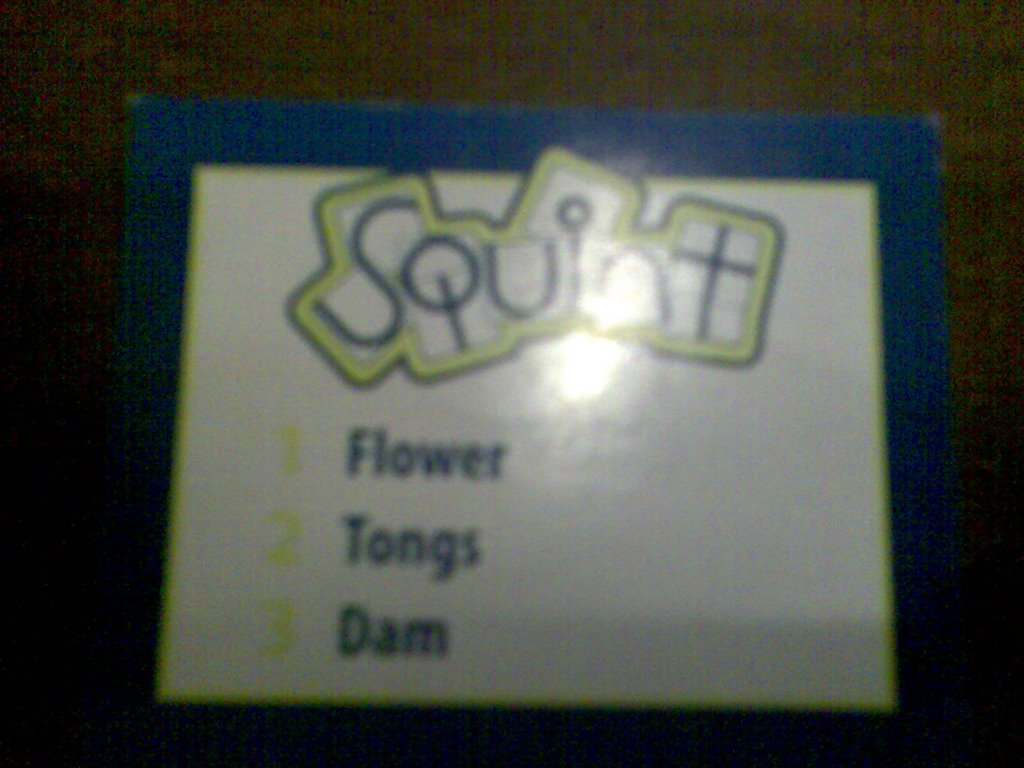 Squint
1 Flower
2 Tongs
3 Dam